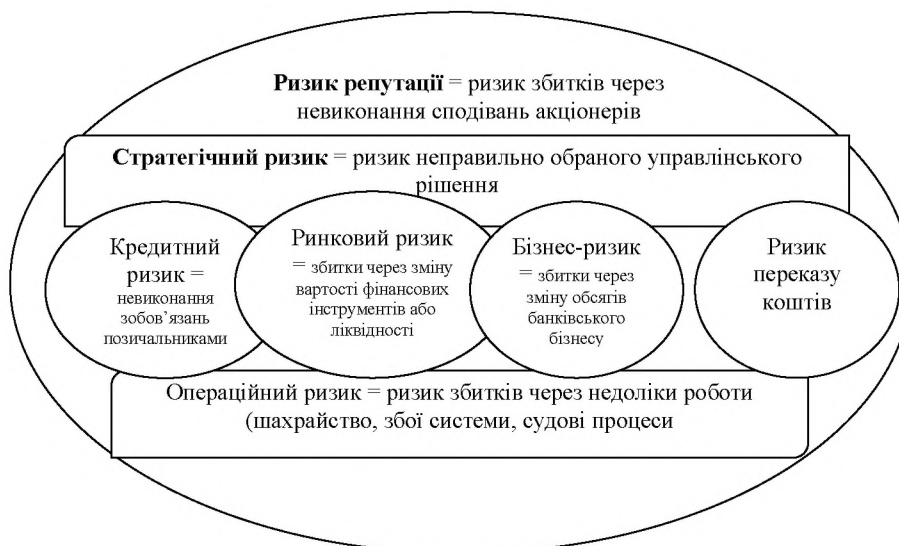 Ризик репутації = ризик збитків через
невиконання сподівань акціонерів
Стратегічний ризик = ризик неправильно обраного управлінського
рішення
Кредитний
ризик =
невиконання
зобов’язань
позичальниками
Ринковий ризик
= збитки через зміну
вартості фінансових
інструментів або
ліквідності
Бізнес-ризик
= збитки через
зміну обсягів
банківського
бізнесу
Ризик
переказу
коштів
Операційний ризик = ризик збитків через недоліки роботи
(шахрайство, збої системи, судові процеси